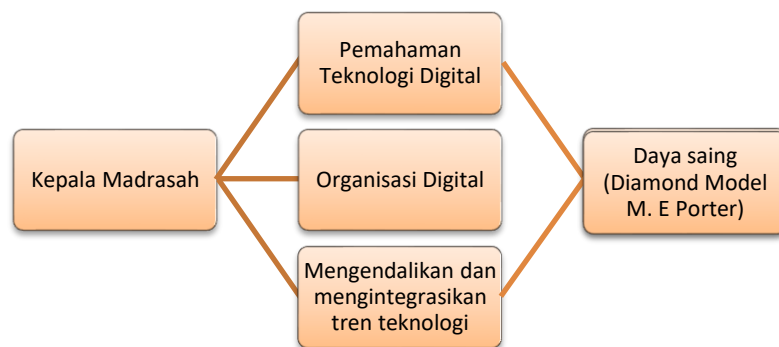 Pemahaman
Teknologi Digital
Kepala Madrasah
Organisasi Digital
Mengendalikan dan
mengintegrasikan
tren teknologi
Daya saing
(Diamond Model
M. E Porter)